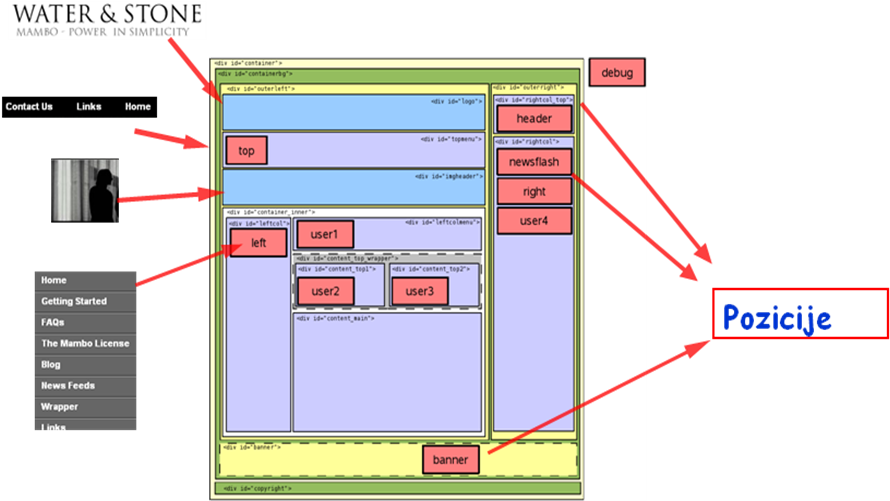 WATER & STONE
MAMBO - POWER IN SIMPLICITY
Contact Us Links Home
Home
Getting Started
FAQs
The Mambo License
Blog
News Feeds
Wrapper
Links
<div id="container">
<div id="containerbg">
<div id="outerleft">
<div id="logo">
<div id="topmenu">
top
<div id="imgheader">
<div id="container_inner">
<div id="leftcol">
left
<div id="leftcolmenu">
user1
<div id="content_top_wrapper">
<div id="content_top1">
user2
<div id="content_top2">
user3
<div id="content_main">
<div id="outerright">
<div id="rightcol_top">
header
<div id="rightcol">
newsflash
right
user4
<div id="banner">
banner
<div id="copyright">
debug
Pozicije